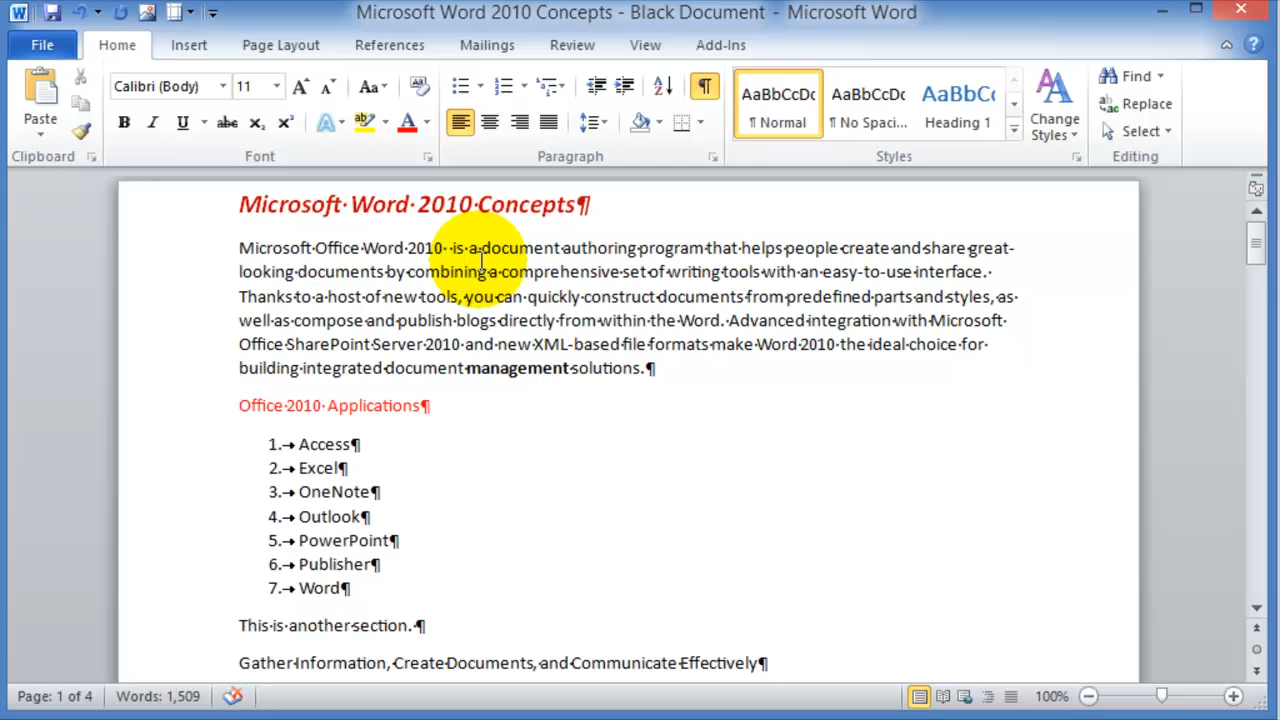 Microsoft Word 2010 Concepts - Black Document - Microsoft Word
File Home Insert Page Layout References Mailings Review View Add-Ins
Paste
Calibri (Body) 11
Clipboard Font Paragraph Styles Editing
AaBbCcDc AaBbCcDc AaBbCc
¶ Normal ¶ No Spaci... Heading 1
Change Styles
Find
Replace
Select
Microsoft Word 2010 Concepts¶
Microsoft Office Word 2010  is a document authoring program that helps people create and share great-
looking documents by combining a comprehensive set of writing tools with an easy-to-use interface.
Thanks to a host of new tools, you can quickly construct documents from predefined parts and styles, as
well as compose and publish blogs directly from within the Word.  Advanced integration with Microsoft
Office SharePoint Server 2010 and new XML-based file formats make Word 2010 the ideal choice for
building integrated document management solutions.¶
Office 2010 Applications¶
1.→ Access¶
2.→ Excel¶
3.→ OneNote¶
4.→ Outlook¶
5.→ PowerPoint¶
6.→ Publisher¶
7.→ Word¶
This is another section. ¶
Gather Information, Create Documents, and Communicate Effectively¶
Page: 1 of 4 Words: 1,509 100%